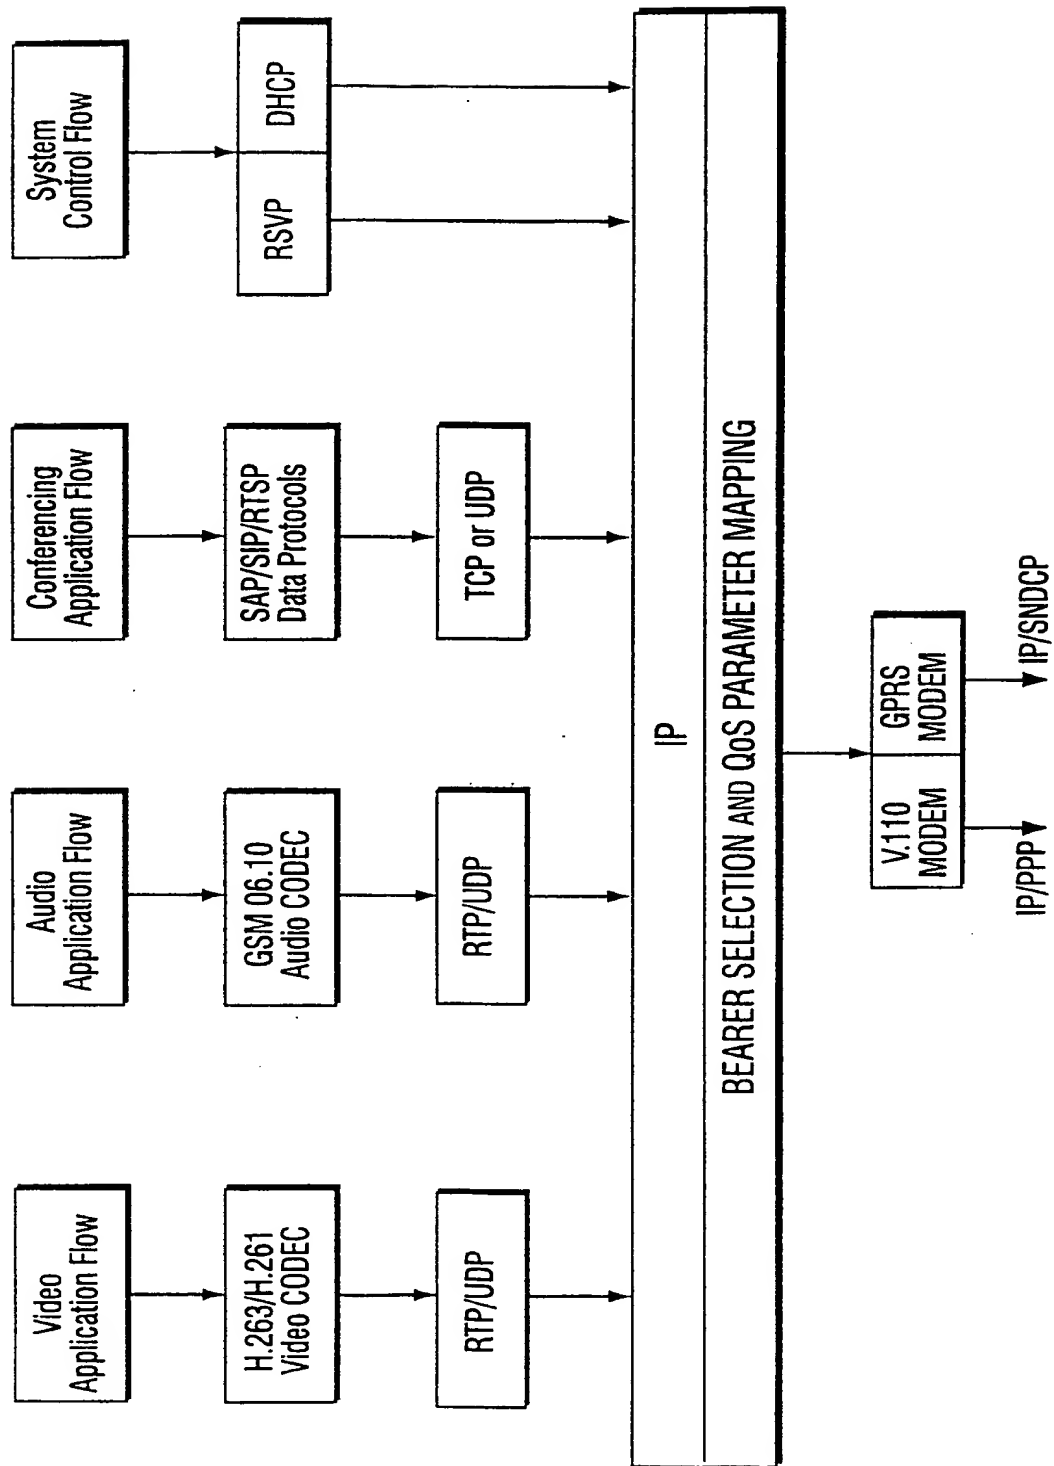 Video
Application Flow
Audio
Application Flow
Conferencing
Application Flow
System
Control Flow
H.263/H.261
Video CODEC
GSM 06.10
Audio CODEC
SAP/SIP/RTSP
Data Protocols
RSVP
DHCP
RTP/UDP
RTP/UDP
TCP or UDP
IP
BEARER SELECTION AND QoS PARAMETER MAPPING
V.110
MODEM
GPRS
MODEM
IP/PPP
IP/SNDCP